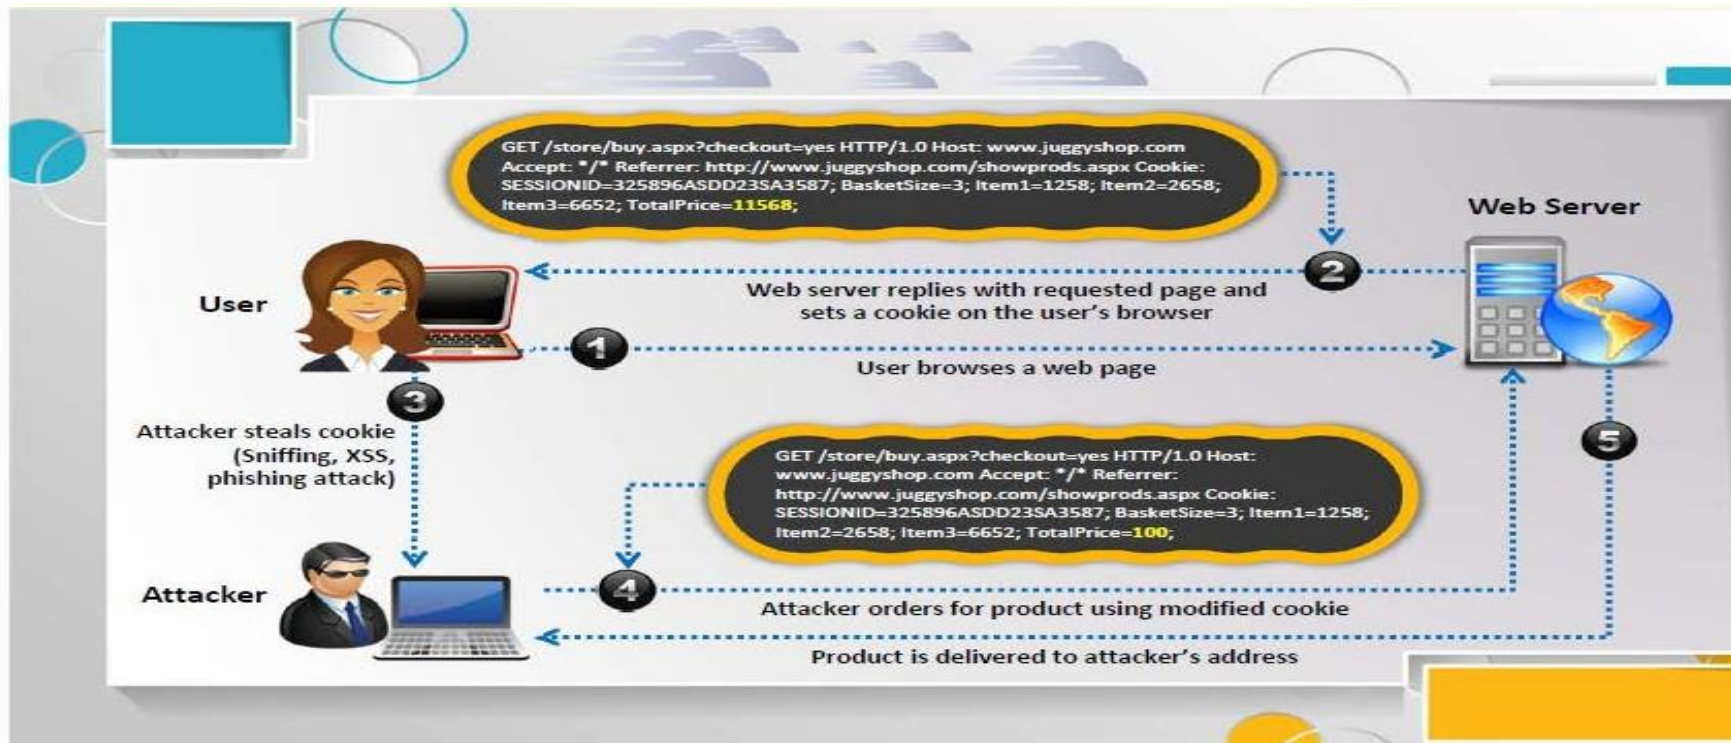 GET /store/buy.aspx?checkout=yes HTTP/1.0 Host: www.juggyshop.com
Accept: */* Referrer: http://www.juggyshop.com/showprods.aspx Cookie:
SESSIONID=325896ASDD23SA3587; BasketSize=3; Item1=1258; Item2=2658;
Item3=6652; TotalPrice=11568;
Web Server
2
Web server replies with requested page and
sets a cookie on the user's browser
User
1
User browses a web page
3
Attacker steals cookie
(Sniffing, XSS,
phishing attack)
5
GET /store/buy.aspx?checkout=yes HTTP/1.0 Host:
www.juggyshop.com Accept: */* Referrer:
http://www.juggyshop.com/showprods.aspx Cookie:
SESSIONID=325896ASDD23SA3587; BasketSize=3; Item1=1258;
Item2=2658; Item3=6652; TotalPrice=100;
Attacker
4
Attacker orders for product using modified cookie
Product is delivered to attacker's address